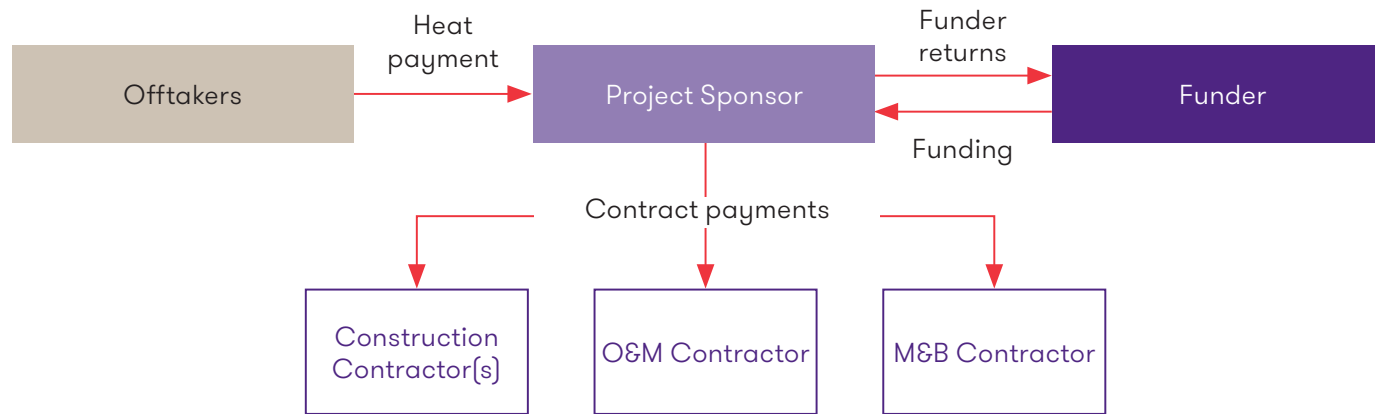 Heat
payment
Funder
returns
Offtakers
Project Sponsor
Funder
Funding
Contract payments
Construction
Contractor(s)
O&M Contractor
M&B Contractor